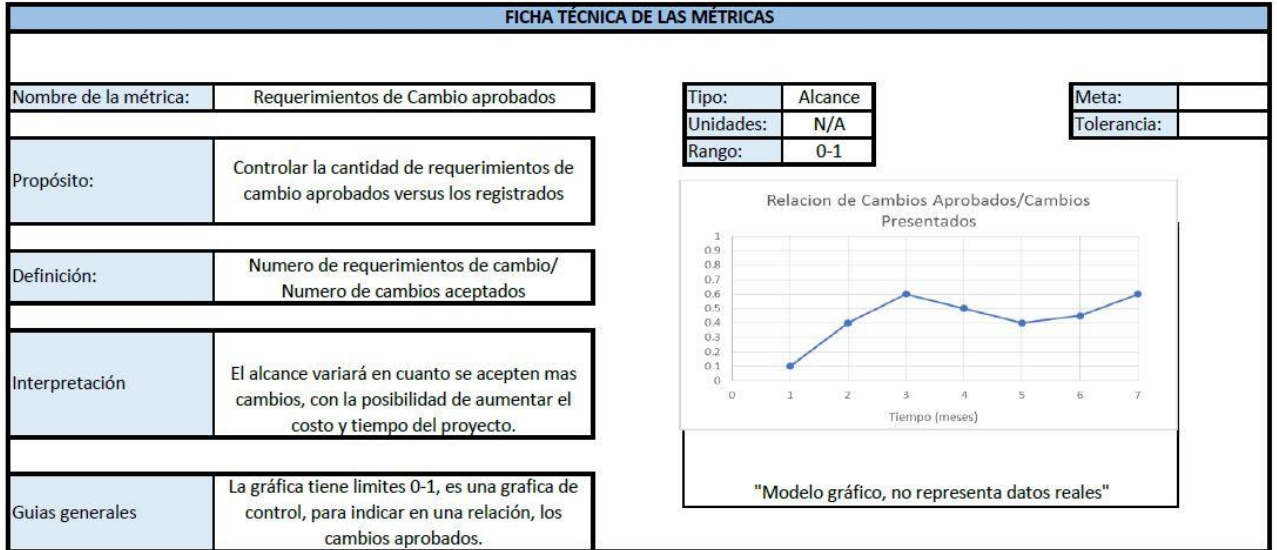 FICHA TÉCNICA DE LAS MÉTRICAS
Nombre de la métrica:
Requerimientos de Cambio aprobados
Tipo:
Alcance
Meta:
Unidades:
N/A
Tolerancia:
Rango:
0-1
Propósito:
Controlar la cantidad de requerimientos de
cambio aprobados versus los registrados
Relacion de Cambios Aprobados/Cambios
Presentados
1
0.9
0.8
0.7
0.6
0.5
0.4
0.3
0.2
0.1
0
0 1 2 3 4 5 6 7
Tiempo (meses)
Definición:
Numero de requerimientos de cambio/
Numero de cambios aceptados
Interpretación
El alcance variará en cuanto se acepten mas
cambios, con la posibilidad de aumentar el
costo y tiempo del proyecto.
"Modelo gráfico, no representa datos reales"
Guias generales
La gráfica tiene limites 0-1, es una grafica de
control, para indicar en una relación, los
cambios aprobados.